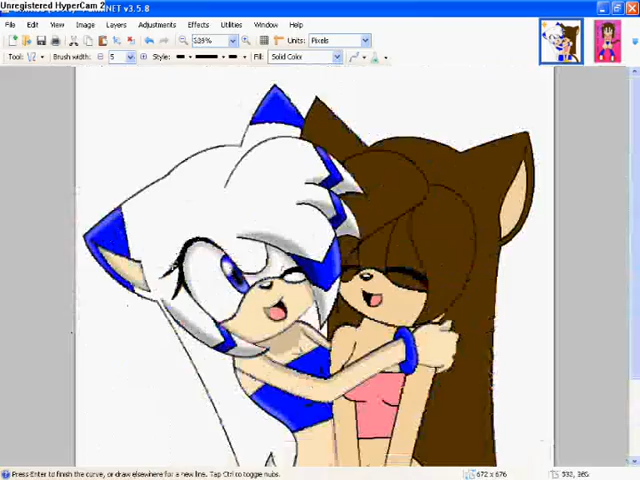 Unregistered HyperCam 2
NET v3.5.8
File Edit View Image Layers Adjustments Effects Utilities Window Help
529% Units: Pixels
Tool: Brush width: 5 Style: Fill: Solid Color
Press Enter to finish the curve, or draw elsewhere for a new line. Tap Ctrl to toggle nubs.
672 x 676